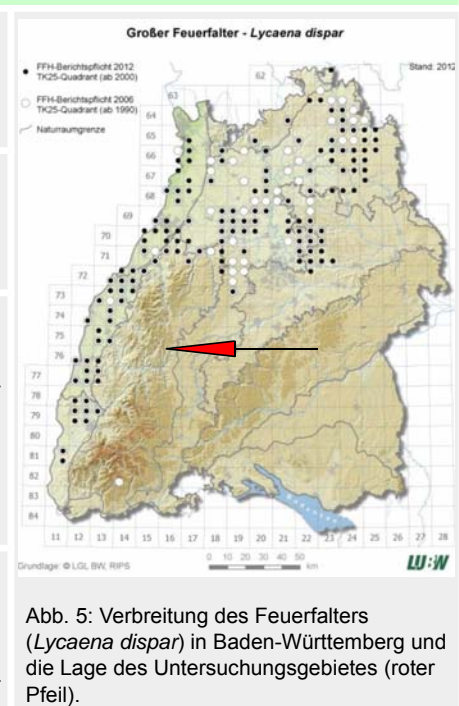 Großer Feuerfalter - Lycaena dispar
FFH-Berichtspflicht 2012
TK25-Quadrant (ab 2000)
FFH-Berichtspflicht 2006
TK25-Quadrant (ab 1990)
Naturraumgrenze
Stand: 2012
62
63
64
65
66
67
68
69
70
71
72
73
74
75
76
77
78
79
80
81
82
83
84
11 12 13 14 15 16 17 18 19 20 21 22 23 24 25 26 27 28
0 10 20 30 40 50
km
Grundlage: © LGL BW, RIPS
LU:W
Abb. 5: Verbreitung des Feuerfalters
(Lycaena dispar) in Baden-Württemberg und
die Lage des Untersuchungsgebietes (roter
Pfeil).